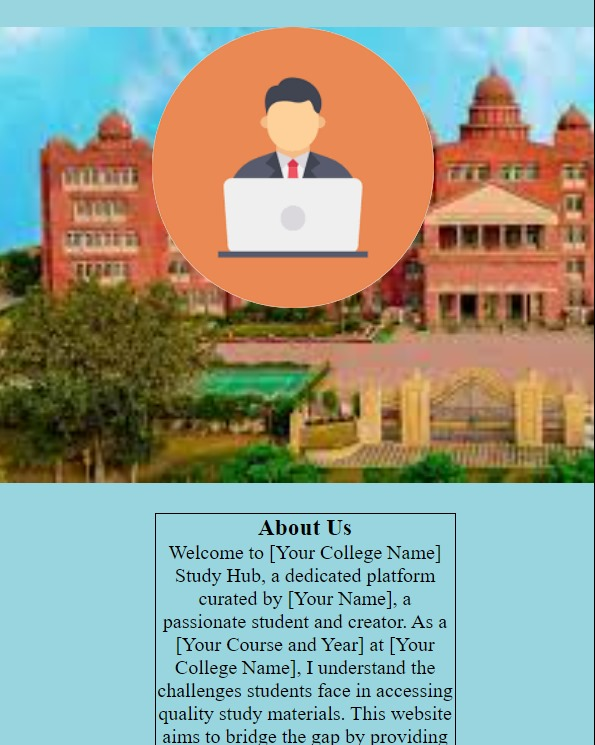 About Us
Welcome to [Your College Name]
Study Hub, a dedicated platform
curated by [Your Name], a
passionate student and creator. As a
[Your Course and Year] at [Your
College Name], I understand the
challenges students face in accessing
quality study materials. This website
aims to bridge the gap by providing